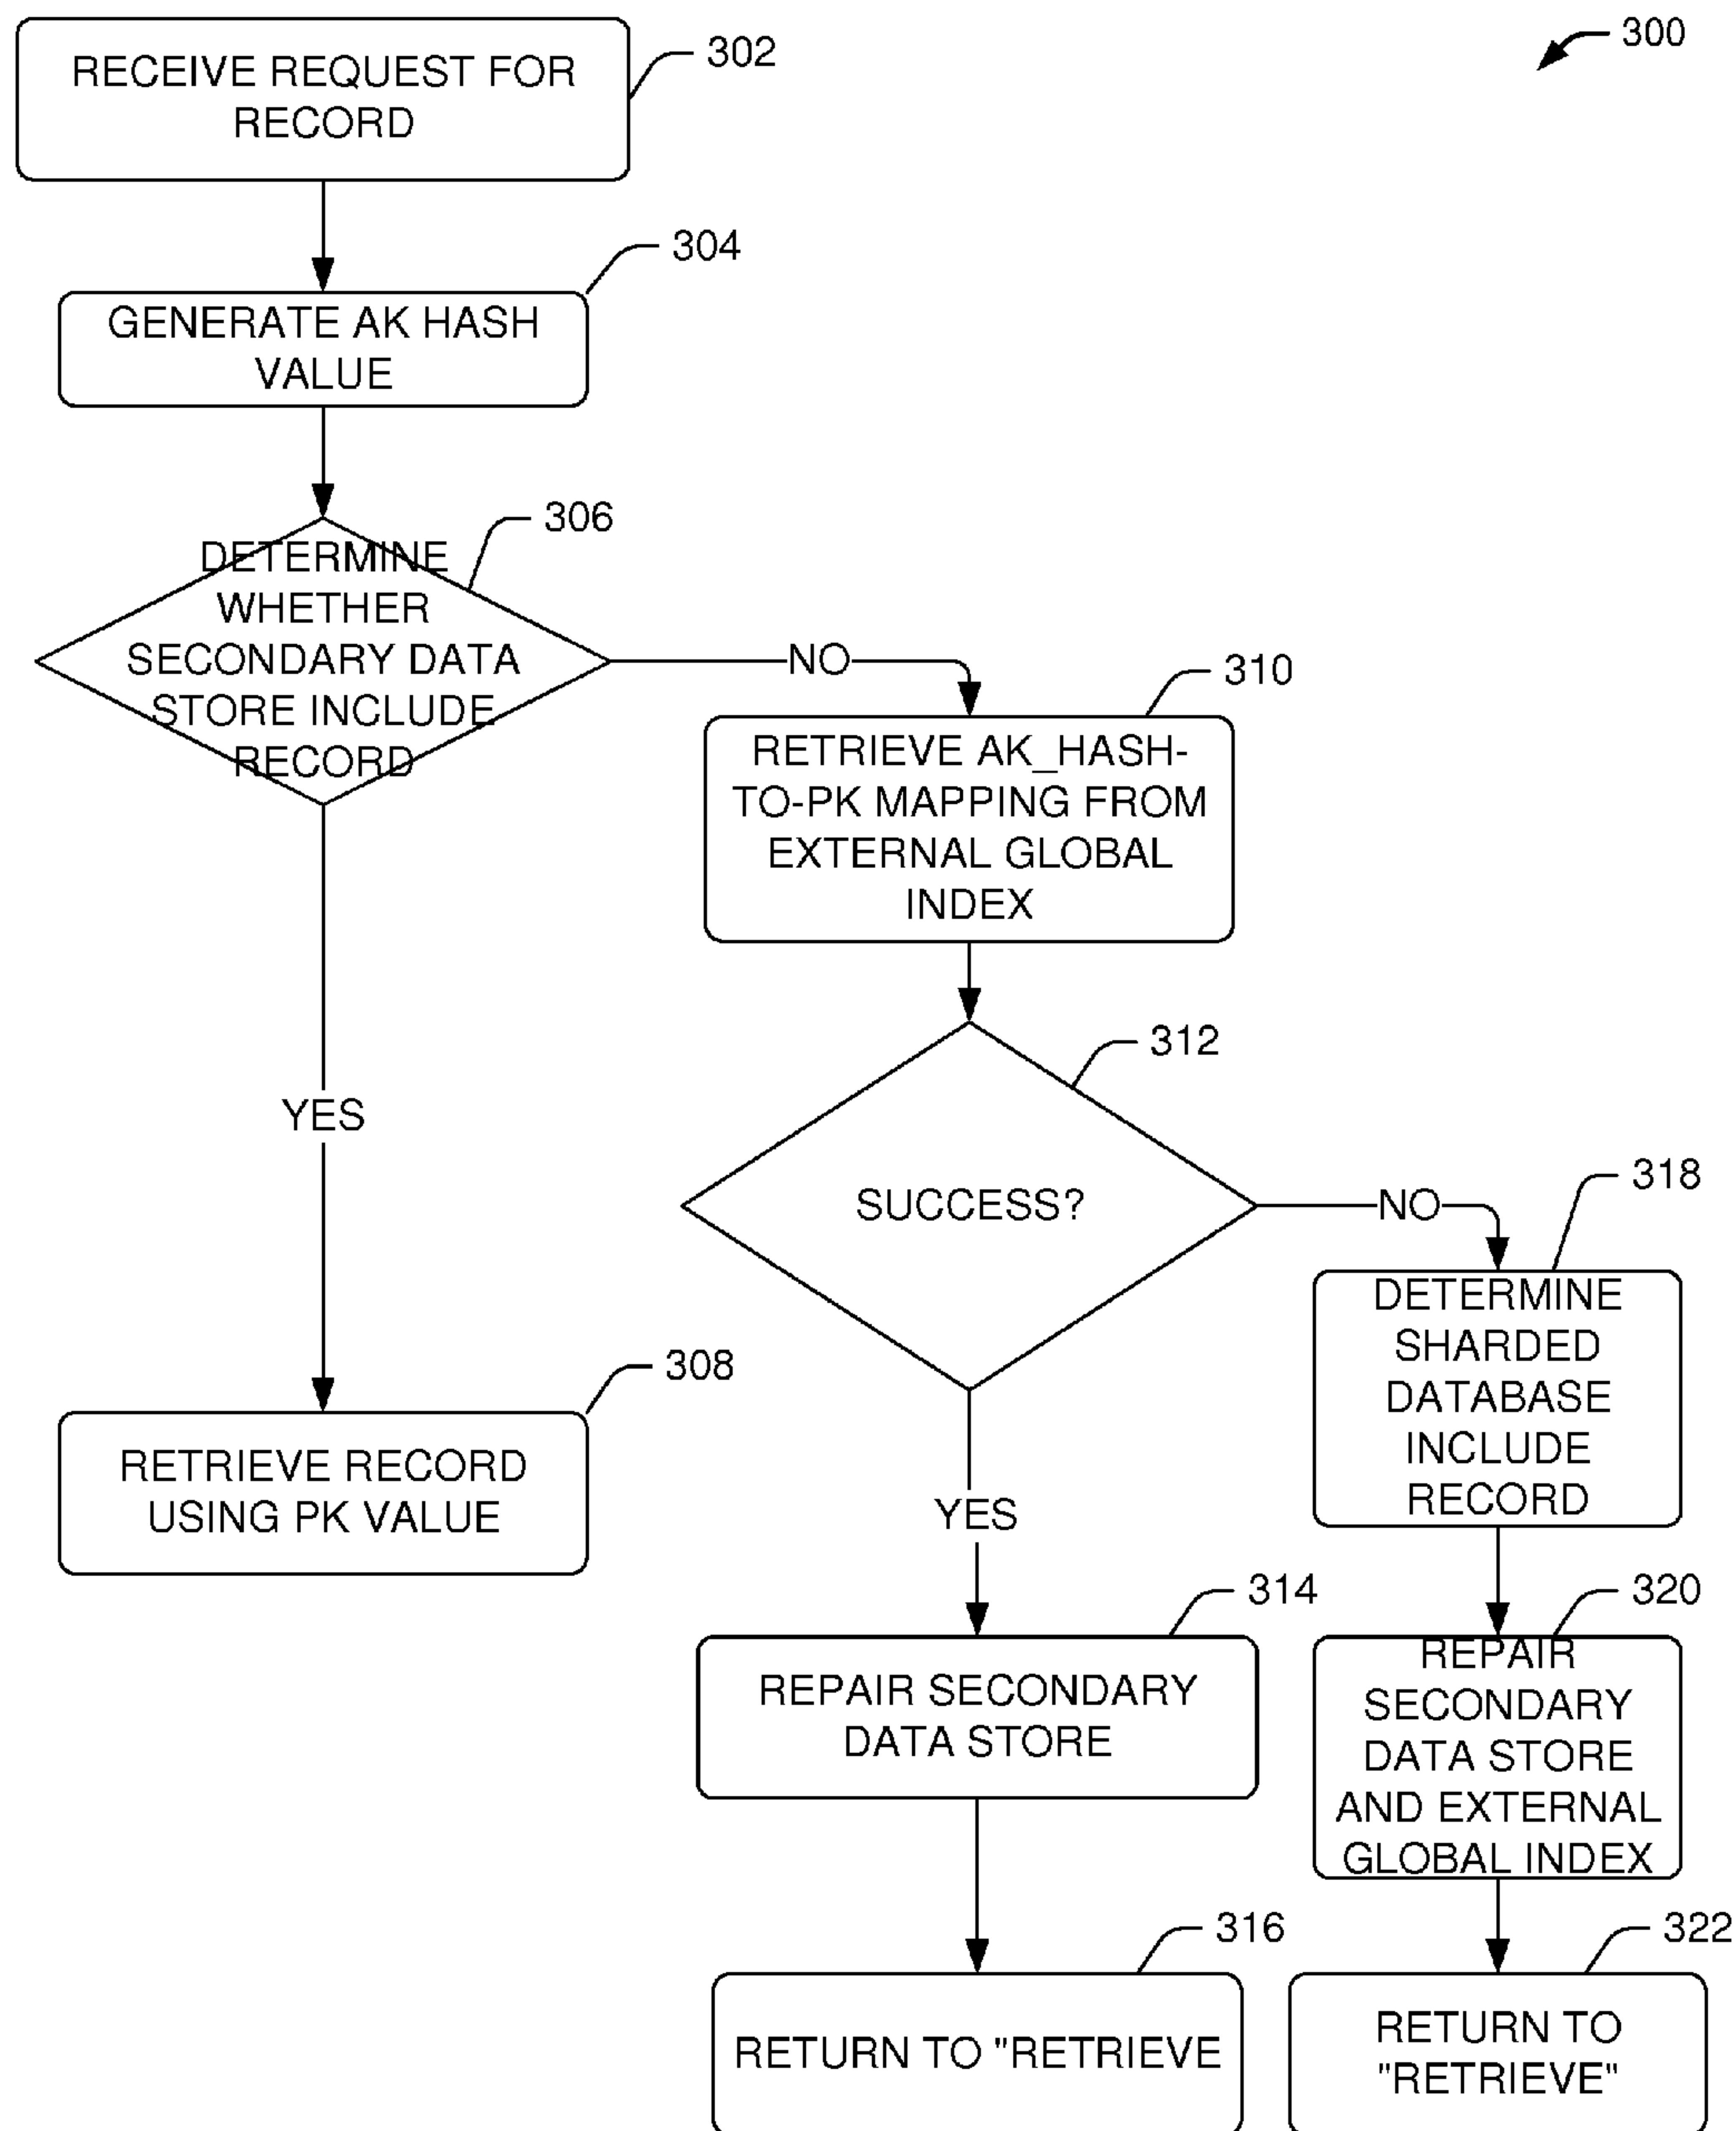 300
302
RECEIVE REQUEST FOR
RECORD
304
GENERATE AK HASH
VALUE
306
DETERMINE
WHETHER
SECONDARY DATA
STORE INCLUDE
RECORD
NO
310
RETRIEVE AK_HASH-
TO-PK MAPPING FROM
EXTERNAL GLOBAL
INDEX
YES
308
RETRIEVE RECORD
USING PK VALUE
312
SUCCESS?
NO
318
DETERMINE
SHARDED
DATABASE
INCLUDE
RECORD
YES
314
REPAIR SECONDARY
DATA STORE
320
REPAIR
SECONDARY
DATA STORE
AND EXTERNAL
GLOBAL INDEX
316
RETURN TO "RETRIEVE
322
RETURN TO
"RETRIEVE"